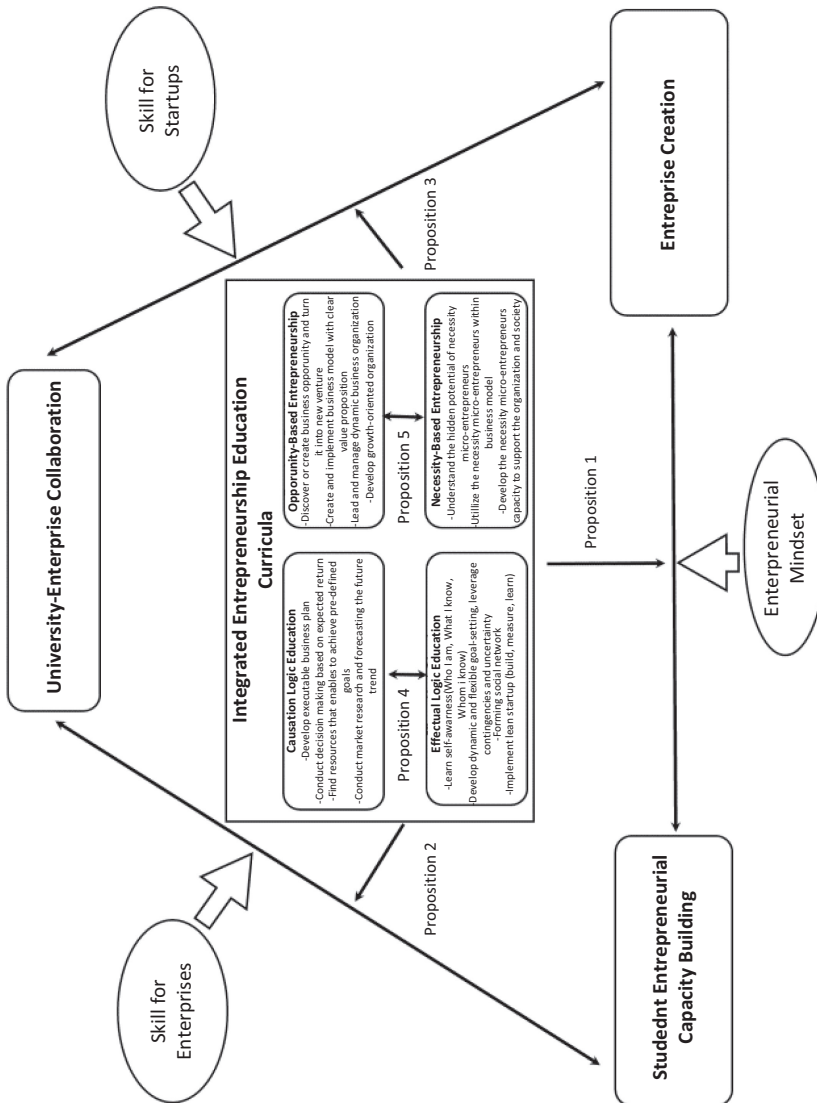 University-Enterprise Collaboration
Skill for
Enterprises
Skill for
Startups
Integrated Entrepreneurship Education
Curricula
Causation Logic Education
-Develop executable business plan
-Conduct decisioin making based on expected return
-Find resources that enables to achieve pre-defined
goals
-Conduct market research and forecasting the future
trend
Opporunity-Based Entrepreneurship
-Discover or create business opportunity and turn
it into new venture
-Create and implement business model with clear
value proposition
-Lead and manage dynamic business organization
-Develop growth-oriented organization
Proposition 4
Proposition 5
Effectual Logic Education
-Learn self-awarness(Who I am, What I know,
Whom i know)
-Develop dynamic and flexible goal-setting, leverage
contingencies and uncertainty
-Forming social network
-Implement lean startup (build, measure, learn)
Necessity-Based Entrepreneurship
-Understand the hidden potential of necessity
micro-entrepreneurs
-Utillize the necessity micro-entrepreneurs within
business model
-Develop the necessity micro-entrepreneurs
capacity to support the organization and society
Proposition 2
Proposition 3
Proposition 1
Studednt Entrepreneurial
Capacity Building
Entreprise Creation
Enterpreneurial
Mindset